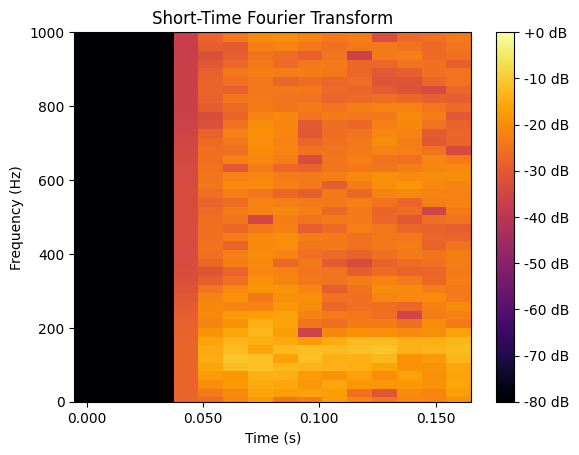 Short-Time Fourier Transform
Frequency (Hz)
1000
800
600
400
200
0
0.000
0.050
0.100
0.150
Time (s)
+0 dB
-10 dB
-20 dB
-30 dB
-40 dB
-50 dB
-60 dB
-70 dB
-80 dB